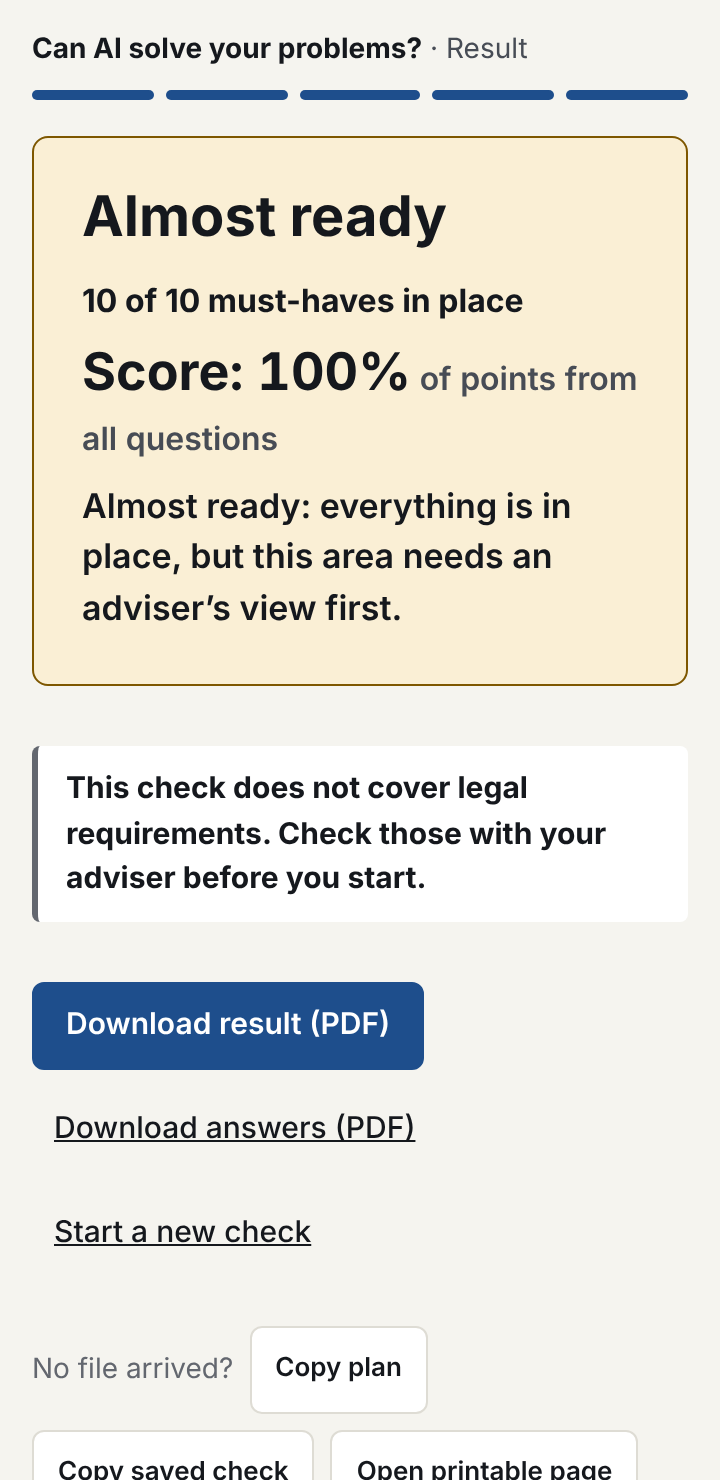 Can AI solve your problems? · Result
Almost ready
10 of 10 must-haves in place
Score: 100% of points from
all questions
Almost ready: everything is in
place, but this area needs an
adviser’s view first.
This check does not cover legal
requirements. Check those with your
adviser before you start.
Download result (PDF)
Download answers (PDF)
Start a new check
No file arrived? Copy plan
Copy saved check Open printable page